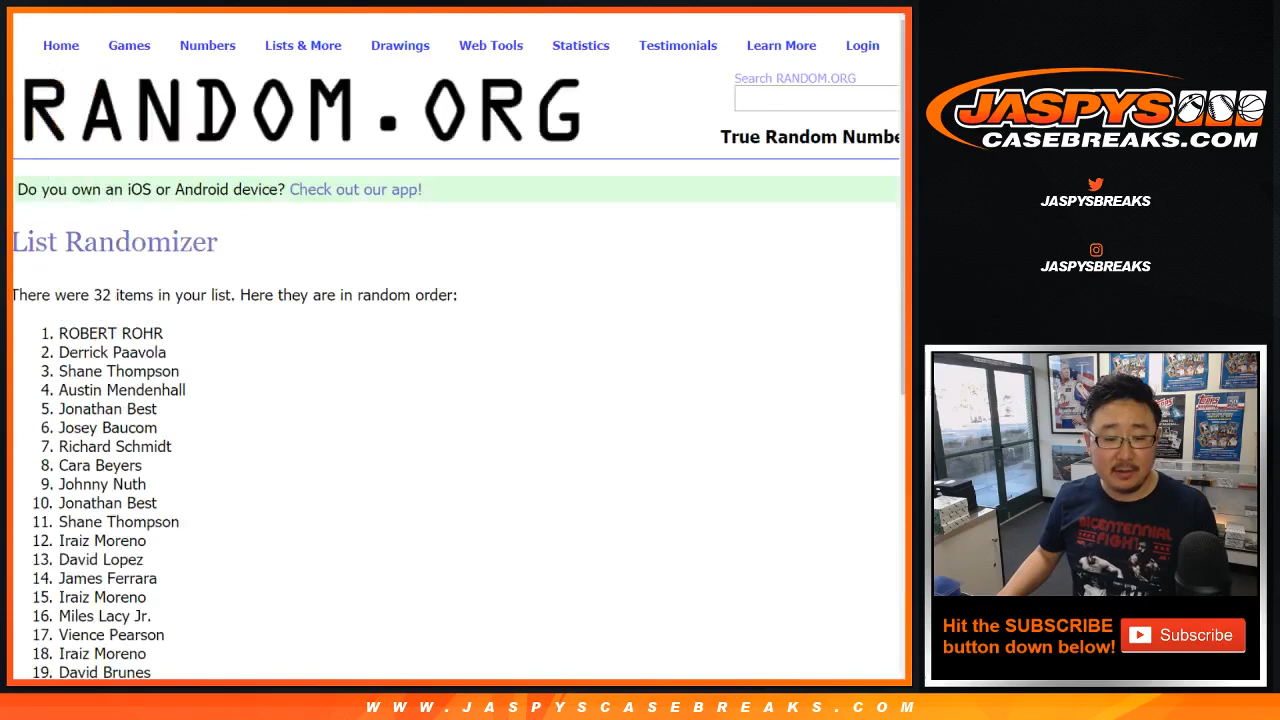 Home Games Numbers Lists & More Drawings Web Tools Statistics Testimonials Learn More Login
RANDOM.ORG
Search RANDOM.ORG
True Random Numbe
Do you own an iOS or Android device? Check out our app!
List Randomizer
There were 32 items in your list. Here they are in random order:
1. ROBERT ROHR
2. Derrick Paavola
3. Shane Thompson
4. Austin Mendenhall
5. Jonathan Best
6. Josey Baucom
7. Richard Schmidt
8. Cara Beyers
9. Johnny Nuth
10. Jonathan Best
11. Shane Thompson
12. Iraiz Moreno
13. David Lopez
14. James Ferrara
15. Iraiz Moreno
16. Miles Lacy Jr.
17. Vience Pearson
18. Iraiz Moreno
19. David Brunes
JASPYS
CASEBREAKS.COM
JASPYSBREAKS
JASPYSBREAKS
BICENTENNIAL
FIGHT
Hit the SUBSCRIBE
button down below!
Subscribe
WWW.JASPYSCASEBREAKS.COM